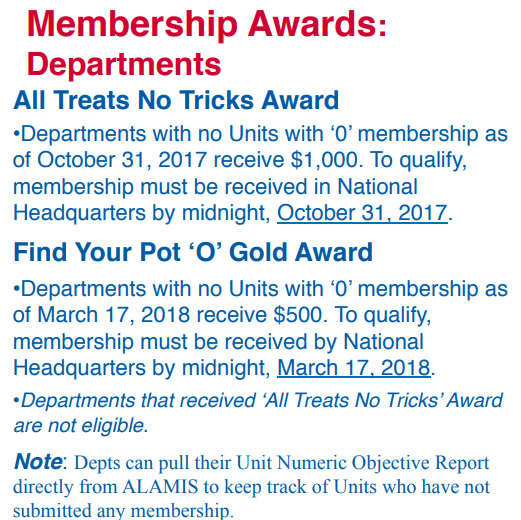 Membership Awards:
Departments
All Treats No Tricks Award
•Departments with no Units with ‘0’ membership as
of October 31, 2017 receive $1,000. To qualify,
membership must be received in National
Headquarters by midnight, October 31, 2017.
Find Your Pot ‘O’ Gold Award
•Departments with no Units with ‘0’ membership as
of March 17, 2018 receive $500. To qualify,
membership must be received by National
Headquarters by midnight, March 17, 2018.
•Departments that received ‘All Treats No Tricks’ Award
are not eligible.
Note: Depts can pull their Unit Numeric Objective Report
directly from ALAMIS to keep track of Units who have not
submitted any membership.